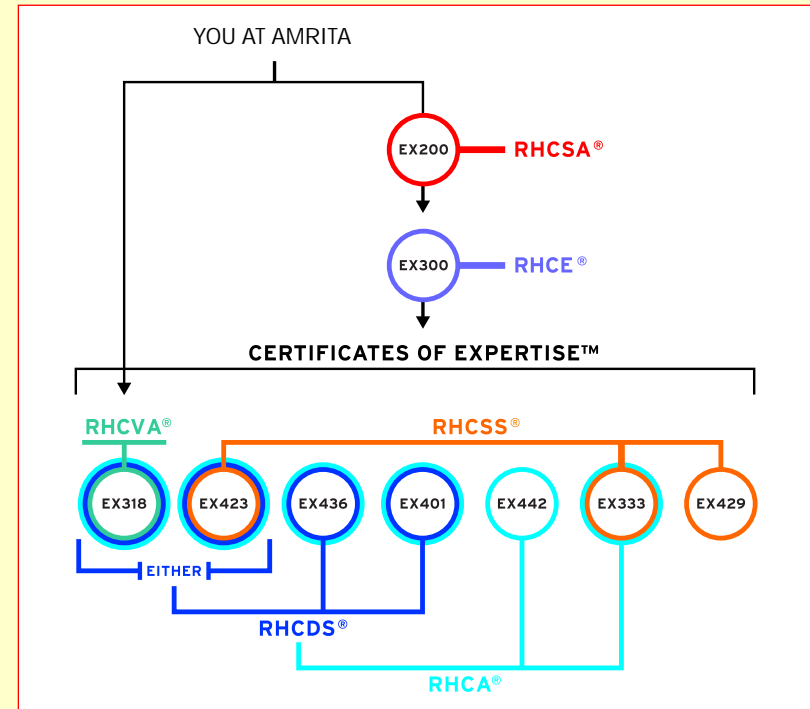 YOU AT AMRITA
EX200
RHCSA®
EX300
RHCE®
CERTIFICATES OF EXPERTISE™
RHCVA®
RHCSS®
EX318
EX423
EX436
EX401
EX442
EX333
EX429
EITHER
RHCDS®
RHCA®